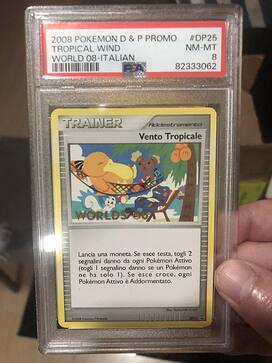 2008 POKEMON D & P PROMO #DP25
TROPICAL WIND NM-MT
WORLD 08-ITALIAN 8
PSA 82333062
TRAINER Addestramento
Vento Tropicale
WORLDS '08
Lancia una moneta. Se esce testa, togli 2
segnalini danno da ogni Pokémon Attivo
(togli 1 segnalino danno se un Pokémon
ne ha solo 1). Se esce croce, ogni
Pokémon Attivo è Addormentato.